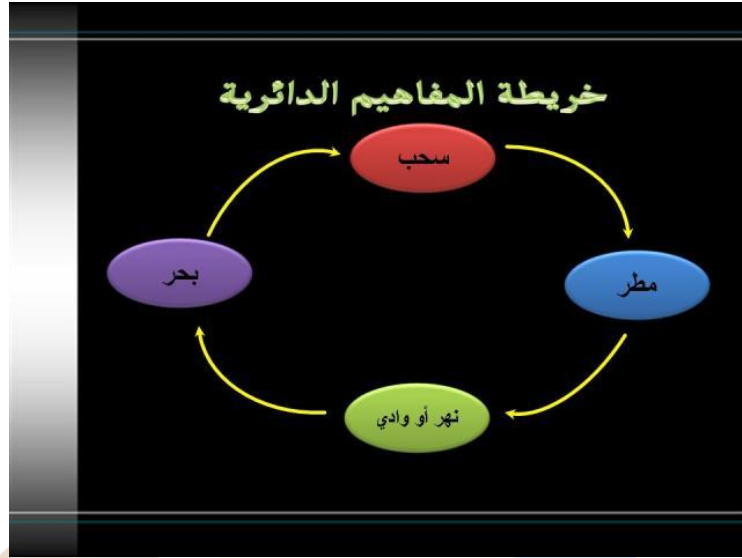 خريطة المفاهيم الدائرية
سحب
مطر
نهر أو وادي
بحر